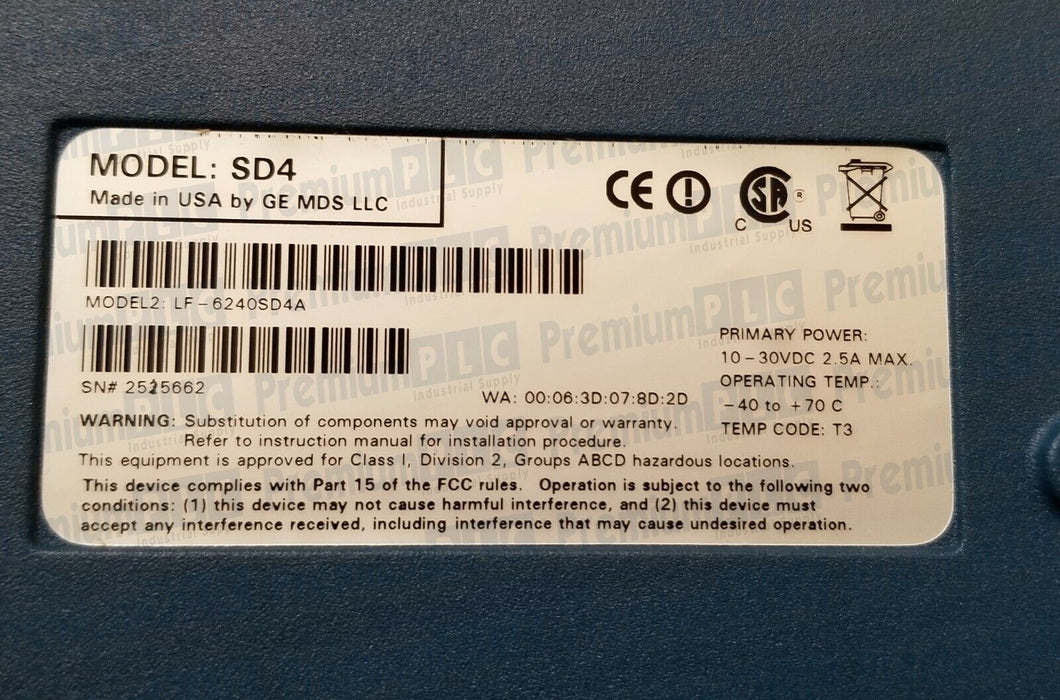 MODEL: SD4
Made in USA by GE MDS LLC
CE
SA
®
C US
MODEL2: LF-6240SD4A
SN# 2525662
WA: 00:06:3D:07:8D:2D
PRIMARY POWER:
10-30VDC 2.5A MAX.
OPERATING TEMP.:
-40 to +70 C
TEMP CODE: T3
WARNING: Substitution of components may void approval or warranty.
Refer to instruction manual for installation procedure.
This equipment is approved for Class I, Division 2, Groups ABCD hazardous locations.
This device complies with Part 15 of the FCC rules. Operation is subject to the following two
conditions: (1) this device may not cause harmful interference, and (2) this device must
accept any interference received, including interference that may cause undesired operation.
PremiumPLC
Industrial Supply